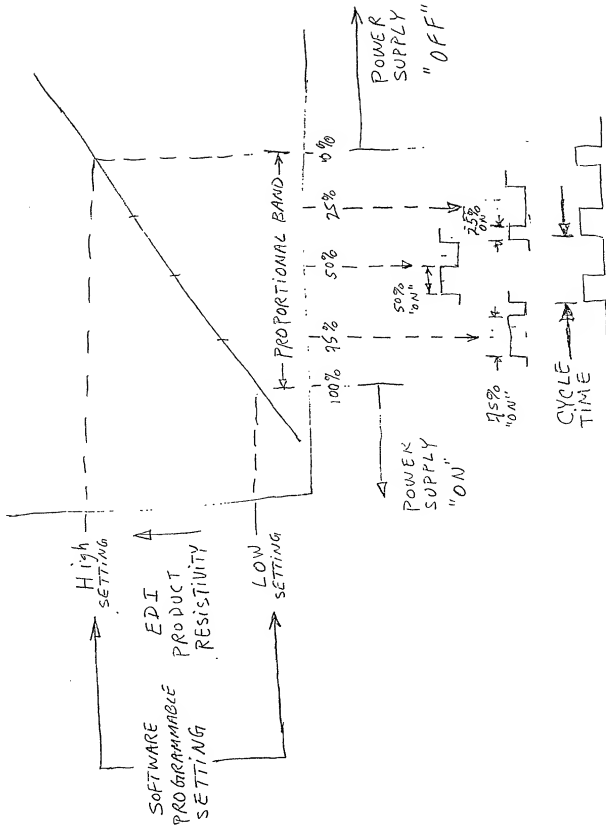 High
SETTING
EDI
PRODUCT
RESISTIVITY
LOW
SETTING
SOFTWARE
PROGRAMMABLE
SETTING
PROPORTIONAL BAND
100%
75%
50%
25%
0%
POWER
SUPPLY
"ON"
POWER
SUPPLY
"OFF"
50%
"ON"
75%
"ON"
25%
ON
CYCLE
TIME